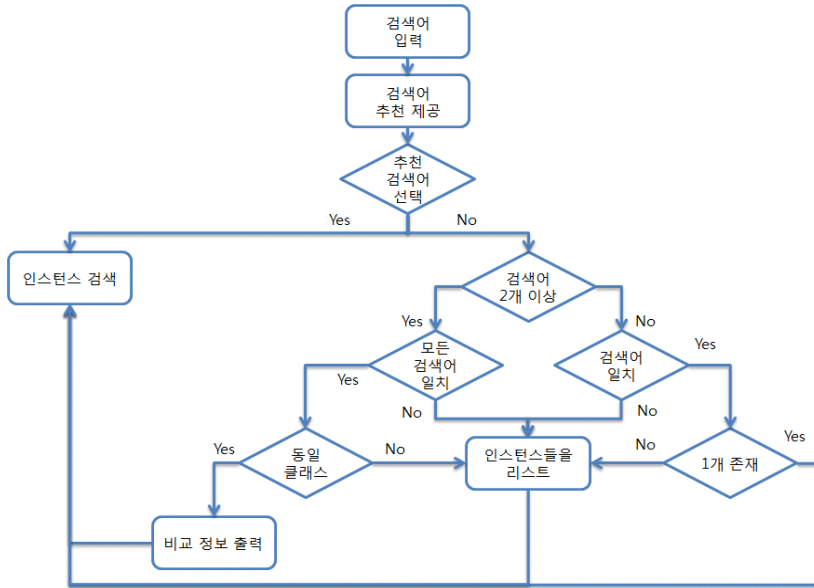 검색어
입력
검색어
추천 제공
추천
검색어
선택
Yes
No
인스턴스 검색
검색어
2개 이상
Yes
No
모든
검색어
일치
검색어
일치
Yes
Yes
No
No
동일
클래스
Yes
No
인스턴스들을
리스트
No
1개 존재
Yes
비교 정보 출력